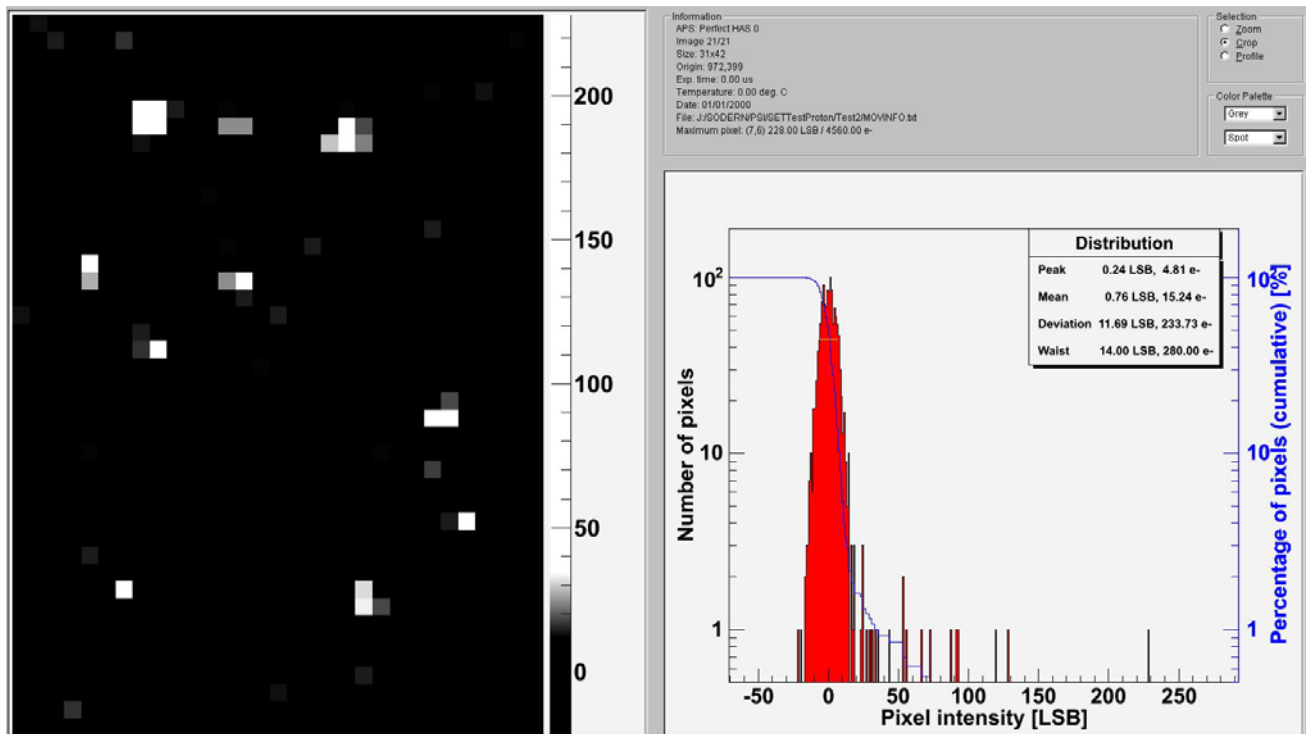 200
150
100
50
0
Information
APS: Perfect HAS 0
Image 21/21
Size: 31x42
Origin: 972,399
Exp. time: 0.00 us
Temperature: 0.00 deg. C
Date: 01/01/2000
File: J:/SODERN/PSI/SETTestProton/Test2/MOVINFO.txt
Maximum pixel: (7,6) 228.00 LSB / 4560.00 e-
Selection
Zoom
Crop
Profile
Color Palette
Grey
Spot
Distribution
Peak 0.24 LSB, 4.81 e-
Mean 0.76 LSB, 15.24 e-
Deviation 11.69 LSB, 233.73 e-
Waist 14.00 LSB, 280.00 e-
Number of pixels
10²
10
1
Percentage of pixels (cumulative) [%]
10²
10
1
-50 0 50 100 150 200 250
Pixel intensity [LSB]